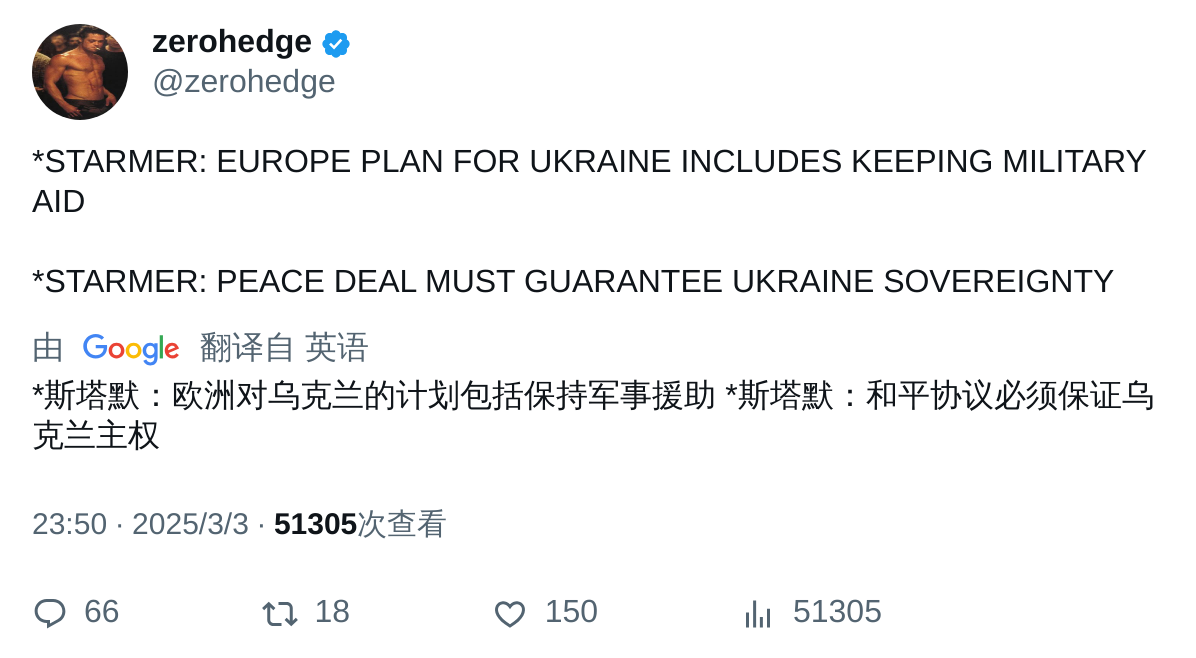 zerohedge
@zerohedge
*STARMER: EUROPE PLAN FOR UKRAINE INCLUDES KEEPING MILITARY
AID
*STARMER: PEACE DEAL MUST GUARANTEE UKRAINE SOVEREIGNTY
由 Google 翻译自 英语
*斯塔默：欧洲对乌克兰的计划包括保持军事援助 *斯塔默：和平协议必须保证乌
克兰主权
23:50 · 2025/3/3 · 51305次查看
66 18 150 51305